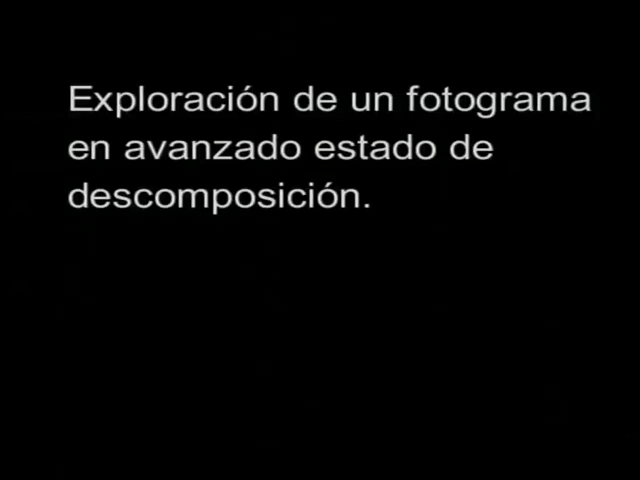 Exploración de un fotograma
en avanzado estado de
descomposición.